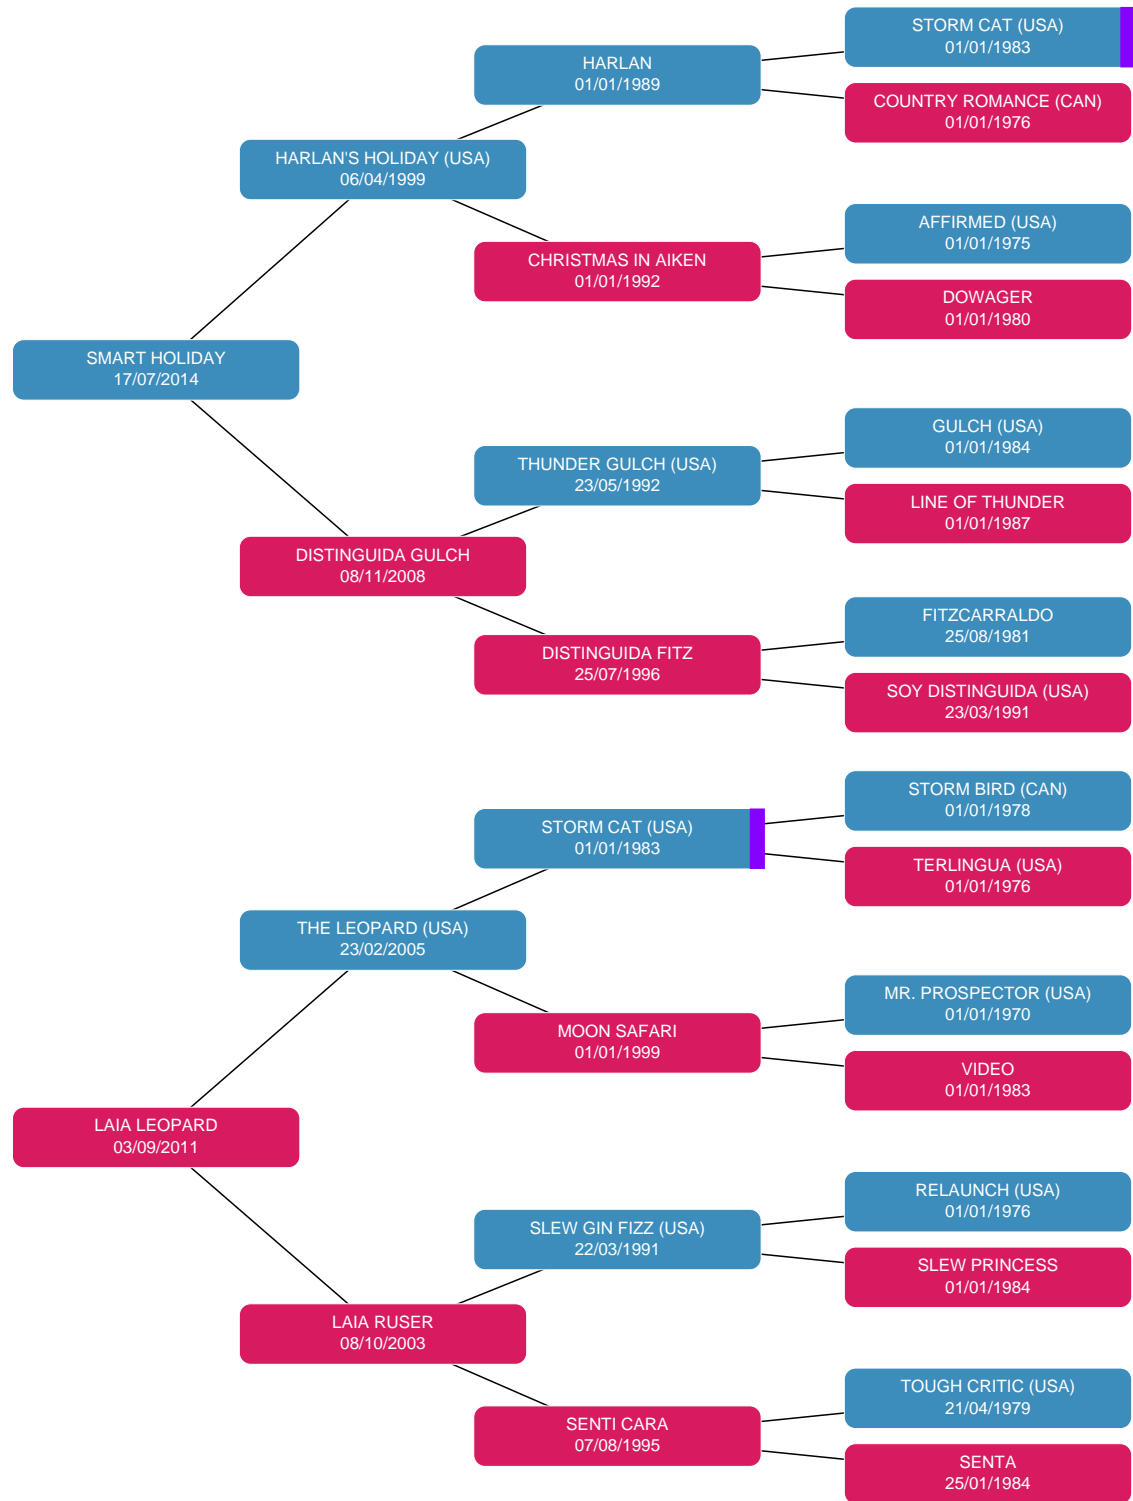 STORM CAT (USA)
01/01/1983
HARLAN
01/01/1989
COUNTRY ROMANCE (CAN)
01/01/1976
HARLAN'S HOLIDAY (USA)
06/04/1999
AFFIRMED (USA)
01/01/1975
CHRISTMAS IN AIKEN
01/01/1992
DOWAGER
01/01/1980
SMART HOLIDAY
17/07/2014
GULCH (USA)
01/01/1984
THUNDER GULCH (USA)
23/05/1992
LINE OF THUNDER
01/01/1987
DISTINGUIDA GULCH
08/11/2008
FITZCARRALDO
25/08/1981
DISTINGUIDA FITZ
25/07/1996
SOY DISTINGUIDA (USA)
23/03/1991
STORM BIRD (CAN)
01/01/1978
STORM CAT (USA)
01/01/1983
TERLINGUA (USA)
01/01/1976
THE LEOPARD (USA)
23/02/2005
MR. PROSPECTOR (USA)
01/01/1970
MOON SAFARI
01/01/1999
VIDEO
01/01/1983
LAIA LEOPARD
03/09/2011
RELAUNCH (USA)
01/01/1976
SLEW GIN FIZZ (USA)
22/03/1991
SLEW PRINCESS
01/01/1984
LAIA RUSER
08/10/2003
TOUGH CRITIC (USA)
21/04/1979
SENTI CARA
07/08/1995
SENTA
25/01/1984